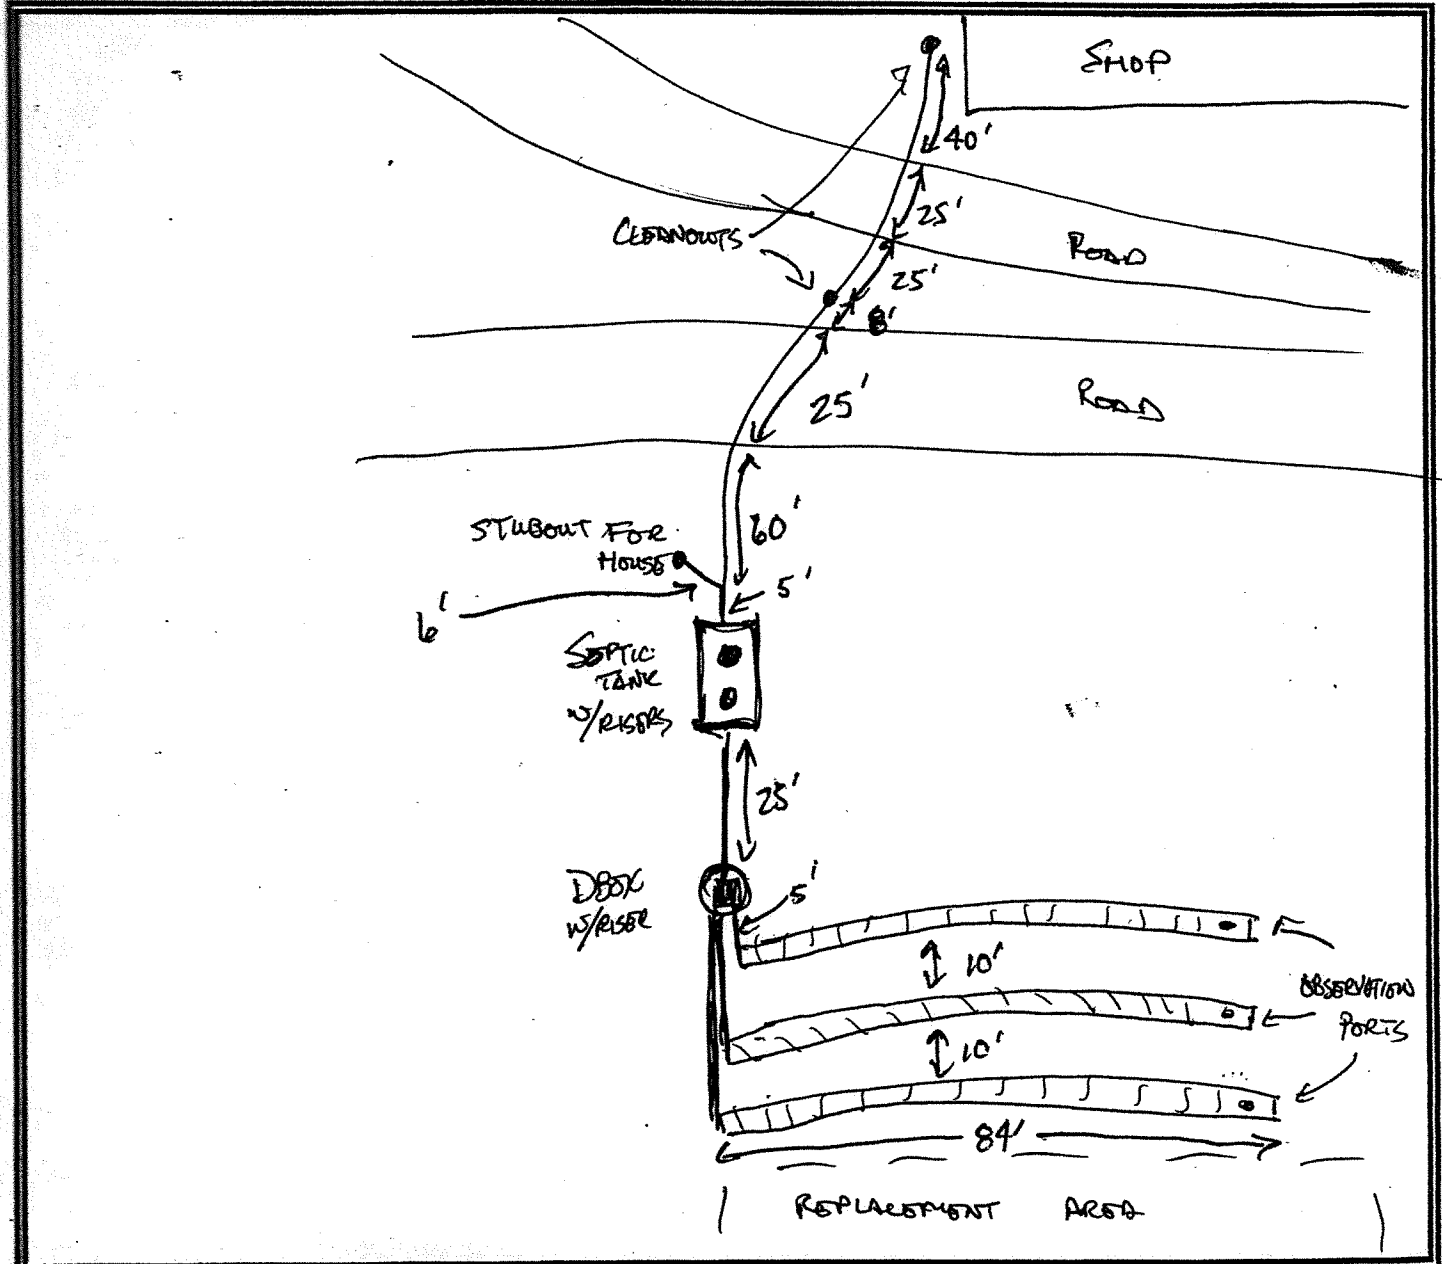 SHOP
40'
25'
CLEANOUTS
ROAD
25'
8'
25'
ROAD
STUBOUT FOR
HOUSE
60'
5'
6'
SEPTIC
TANK
W/RISERS
25'
DBOX
W/RISER
5'
10'
OBSERVATION
PORTS
10'
84'
REPLACEMENT AREA